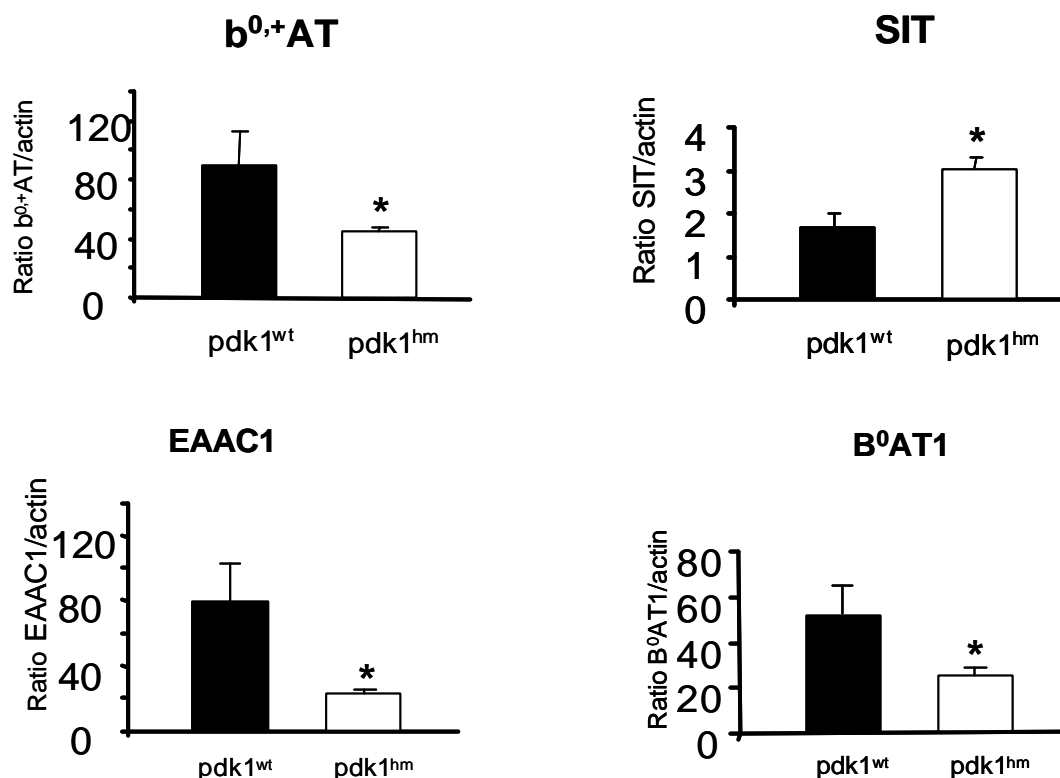 b⁰,⁺AT
Ratio b⁰,⁺AT/actin
120
80
40
0
*
pdk1ʷᵗ
pdk1ʰᵐ
SIT
Ratio SIT/actin
4
3
2
1
0
*
pdk1ʷᵗ
pdk1ʰᵐ
EAAC1
Ratio EAAC1/actin
120
80
40
0
*
pdk1ʷᵗ
pdk1ʰᵐ
B⁰AT1
Ratio B⁰AT1/actin
80
60
40
20
0
*
pdk1ʷᵗ
pdk1ʰᵐ